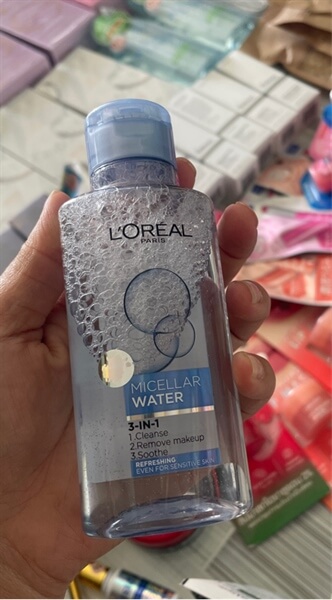 L'ORÉAL
PARIS
MICELLAR
WATER
3-IN-1
1.Cleanse
2.Remove makeup
3.Soothe
REFRESHING
EVEN FOR SENSITIVE SKIN